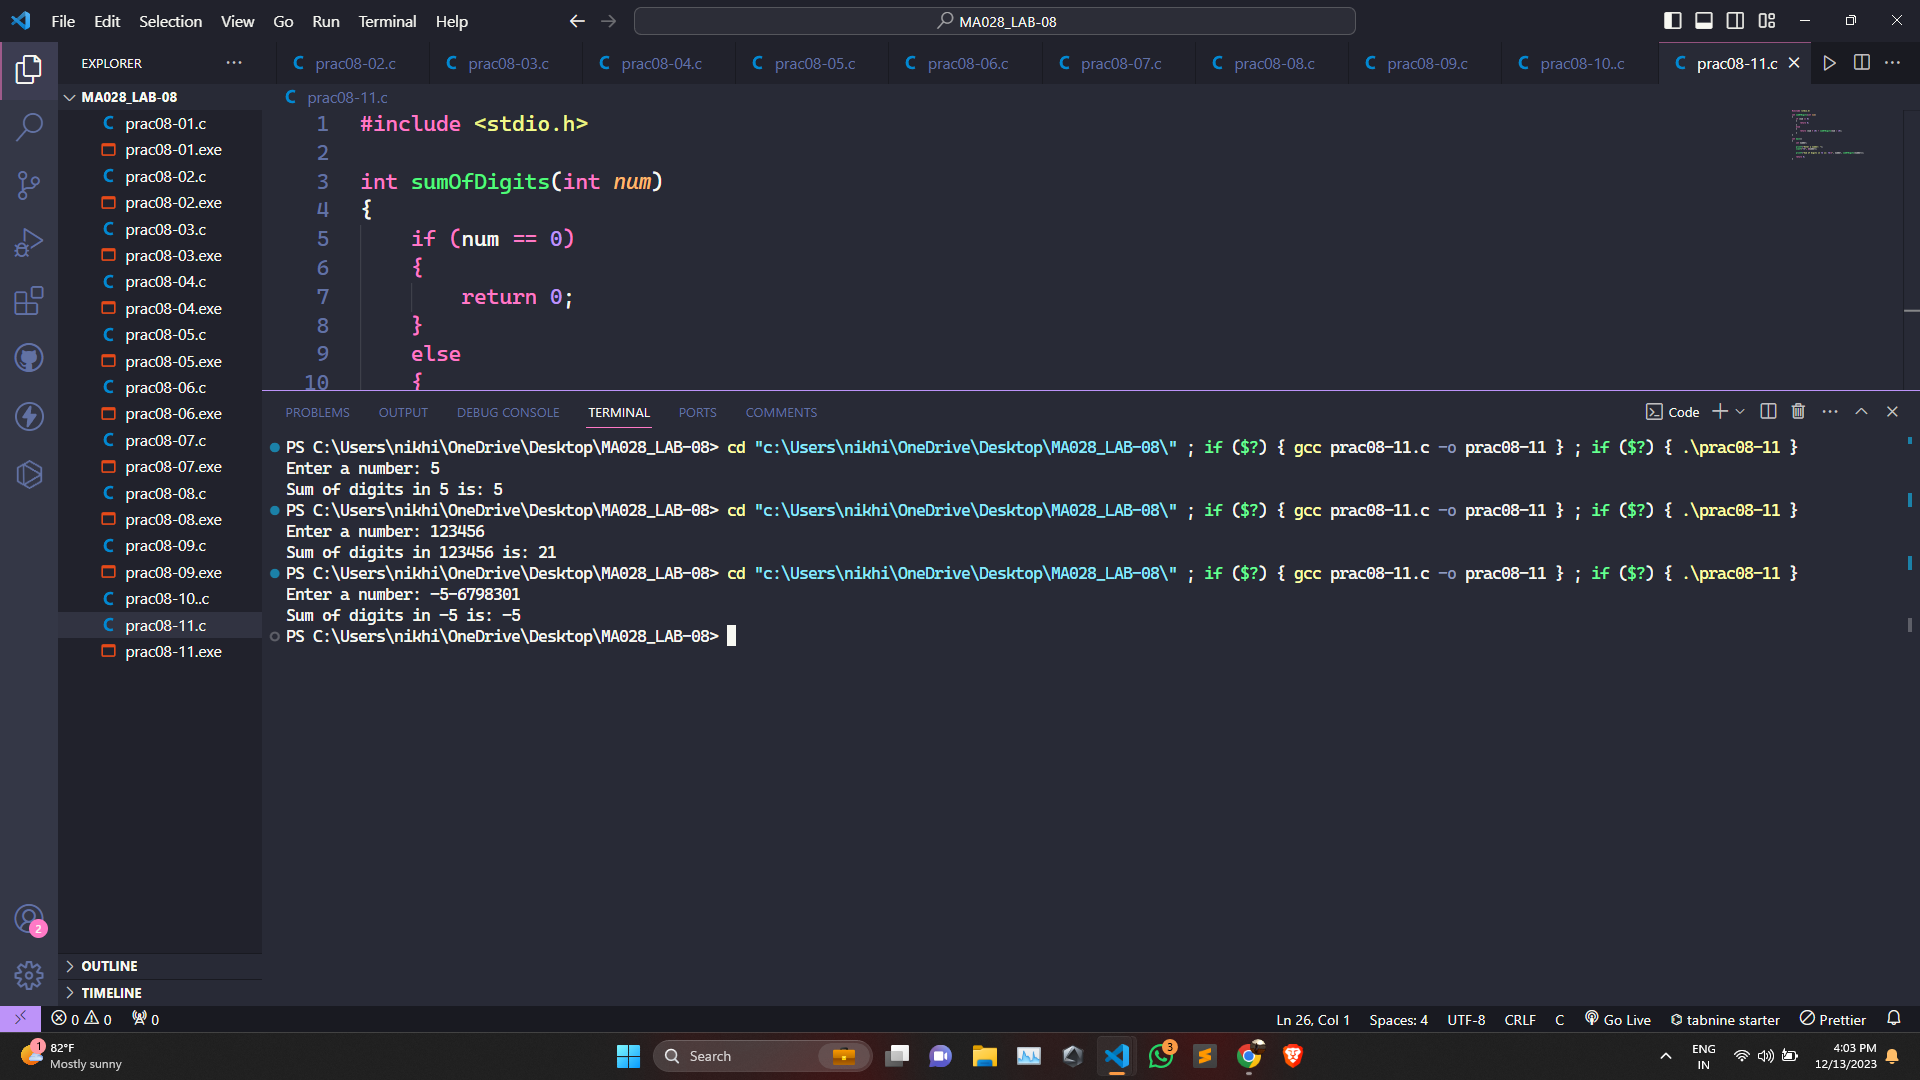 File Edit Selection View Go Run Terminal Help
MA028_LAB-08
EXPLORER
prac08-02.c prac08-03.c prac08-04.c prac08-05.c prac08-06.c prac08-07.c prac08-08.c prac08-09.c prac08-10..c prac08-11.c
MA028_LAB-08
prac08-01.c
prac08-01.exe
prac08-02.c
prac08-02.exe
prac08-03.c
prac08-03.exe
prac08-04.c
prac08-04.exe
prac08-05.c
prac08-05.exe
prac08-06.c
prac08-06.exe
prac08-07.c
prac08-07.exe
prac08-08.c
prac08-08.exe
prac08-09.c
prac08-09.exe
prac08-10..c
prac08-11.c
prac08-11.exe
OUTLINE
TIMELINE
prac08-11.c
1 #include <stdio.h>
2
3 int sumOfDigits(int num)
4 {
5 if (num == 0)
6 {
7 return 0;
8 }
9 else
10 {
PROBLEMS OUTPUT DEBUG CONSOLE TERMINAL PORTS COMMENTS
Code
PS C:\Users\nikhi\OneDrive\Desktop\MA028_LAB-08> cd "c:\Users\nikhi\OneDrive\Desktop\MA028_LAB-08\" ; if ($?) { gcc prac08-11.c -o prac08-11 } ; if ($?) { .\prac08-11 }
Enter a number: 5
Sum of digits in 5 is: 5
PS C:\Users\nikhi\OneDrive\Desktop\MA028_LAB-08> cd "c:\Users\nikhi\OneDrive\Desktop\MA028_LAB-08\" ; if ($?) { gcc prac08-11.c -o prac08-11 } ; if ($?) { .\prac08-11 }
Enter a number: 123456
Sum of digits in 123456 is: 21
PS C:\Users\nikhi\OneDrive\Desktop\MA028_LAB-08> cd "c:\Users\nikhi\OneDrive\Desktop\MA028_LAB-08\" ; if ($?) { gcc prac08-11.c -o prac08-11 } ; if ($?) { .\prac08-11 }
Enter a number: -5-6798301
Sum of digits in -5 is: -5
PS C:\Users\nikhi\OneDrive\Desktop\MA028_LAB-08>
2
0 0 0
Ln 26, Col 1 Spaces: 4 UTF-8 CRLF C Go Live tabnine starter Prettier
1
82°F
Mostly sunny
Search
3
ENG
IN
4:03 PM
12/13/2023